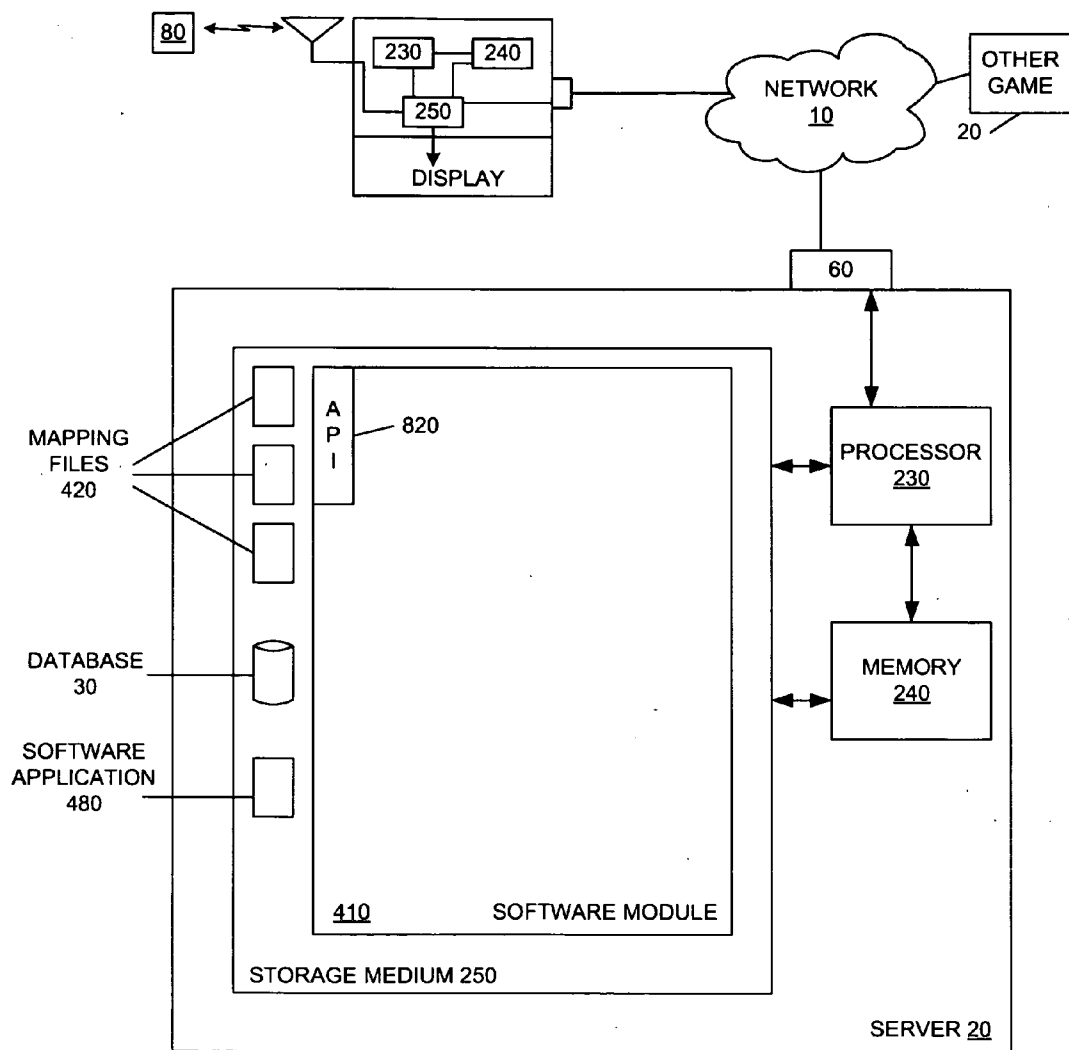 80
230
240
250
DISPLAY
NETWORK
10
OTHER
GAME
20
60
MAPPING
FILES
420
A
P
I
820
PROCESSOR
230
DATABASE
30
MEMORY
240
SOFTWARE
APPLICATION
480
410 SOFTWARE MODULE
STORAGE MEDIUM 250
SERVER 20